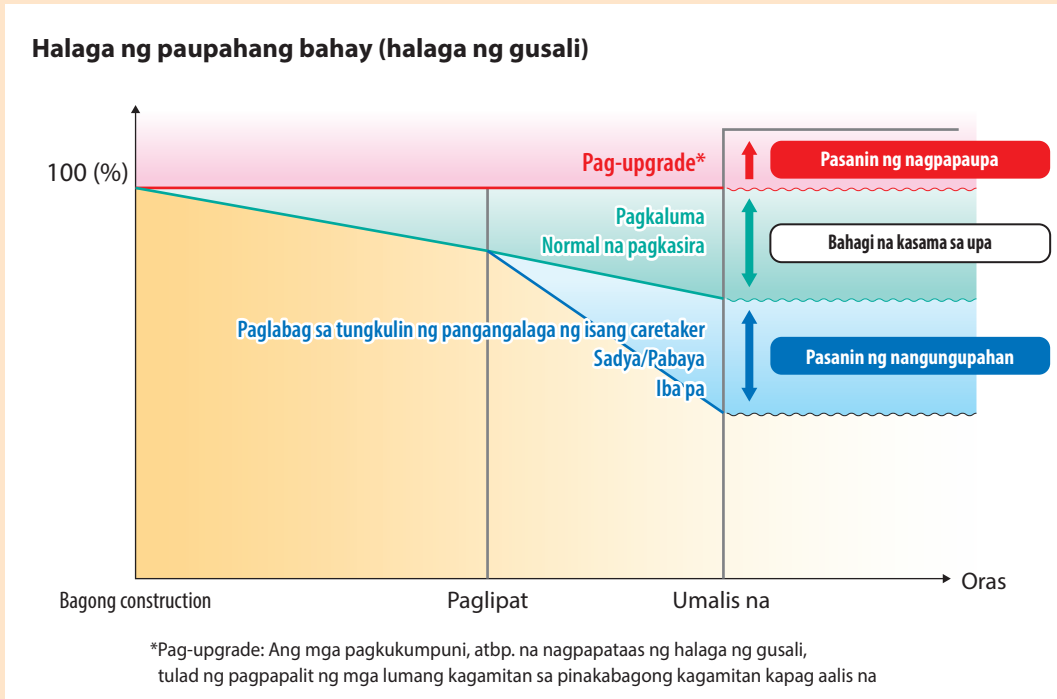 Halaga ng paupahang bahay (halaga ng gusali)
100 (%)
Pag-upgrade*
Pasanin ng nagpapaupa
Pagkaluma
Normal na pagkasira
Bahagi na kasama sa upa
Paglabag sa tungkulin ng pangangalaga ng isang caretaker
Sadya/Pabaya
Iba pa
Pasanin ng nangungupahan
Oras
Bagong construction
Paglipat
Umalis na
*Pag-upgrade: Ang mga pagkukumpuni, atbp. na nagpapataas ng halaga ng gusali,
tulad ng pagpapalit ng mga lumang kagamitan sa pinakabagong kagamitan kapag aalis na